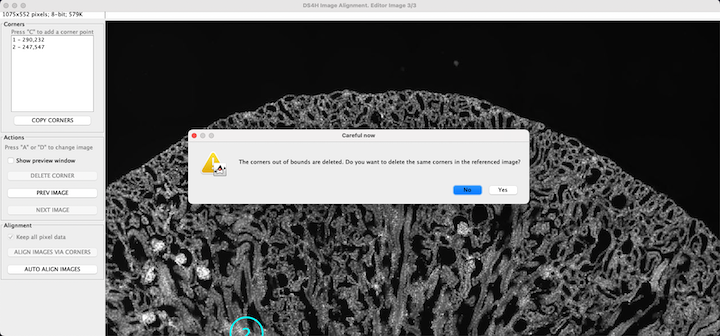 DS4H Image Alignment. Editor Image 3/3
1075x552 pixels; 8-bit; 579K
Corners
Press "C" to add a corner point
1 - 290,232
2 - 247,547
COPY CORNERS
Actions
Press "A" or "D" to change image
Show preview window
DELETE CORNER
PREV IMAGE
NEXT IMAGE
Alignment
Keep all pixel data
ALIGN IMAGES VIA CORNERS
AUTO ALIGN IMAGES
Careful now
The corners out of bounds are deleted. Do you want to delete the same corners in the referenced image?
No
Yes
2